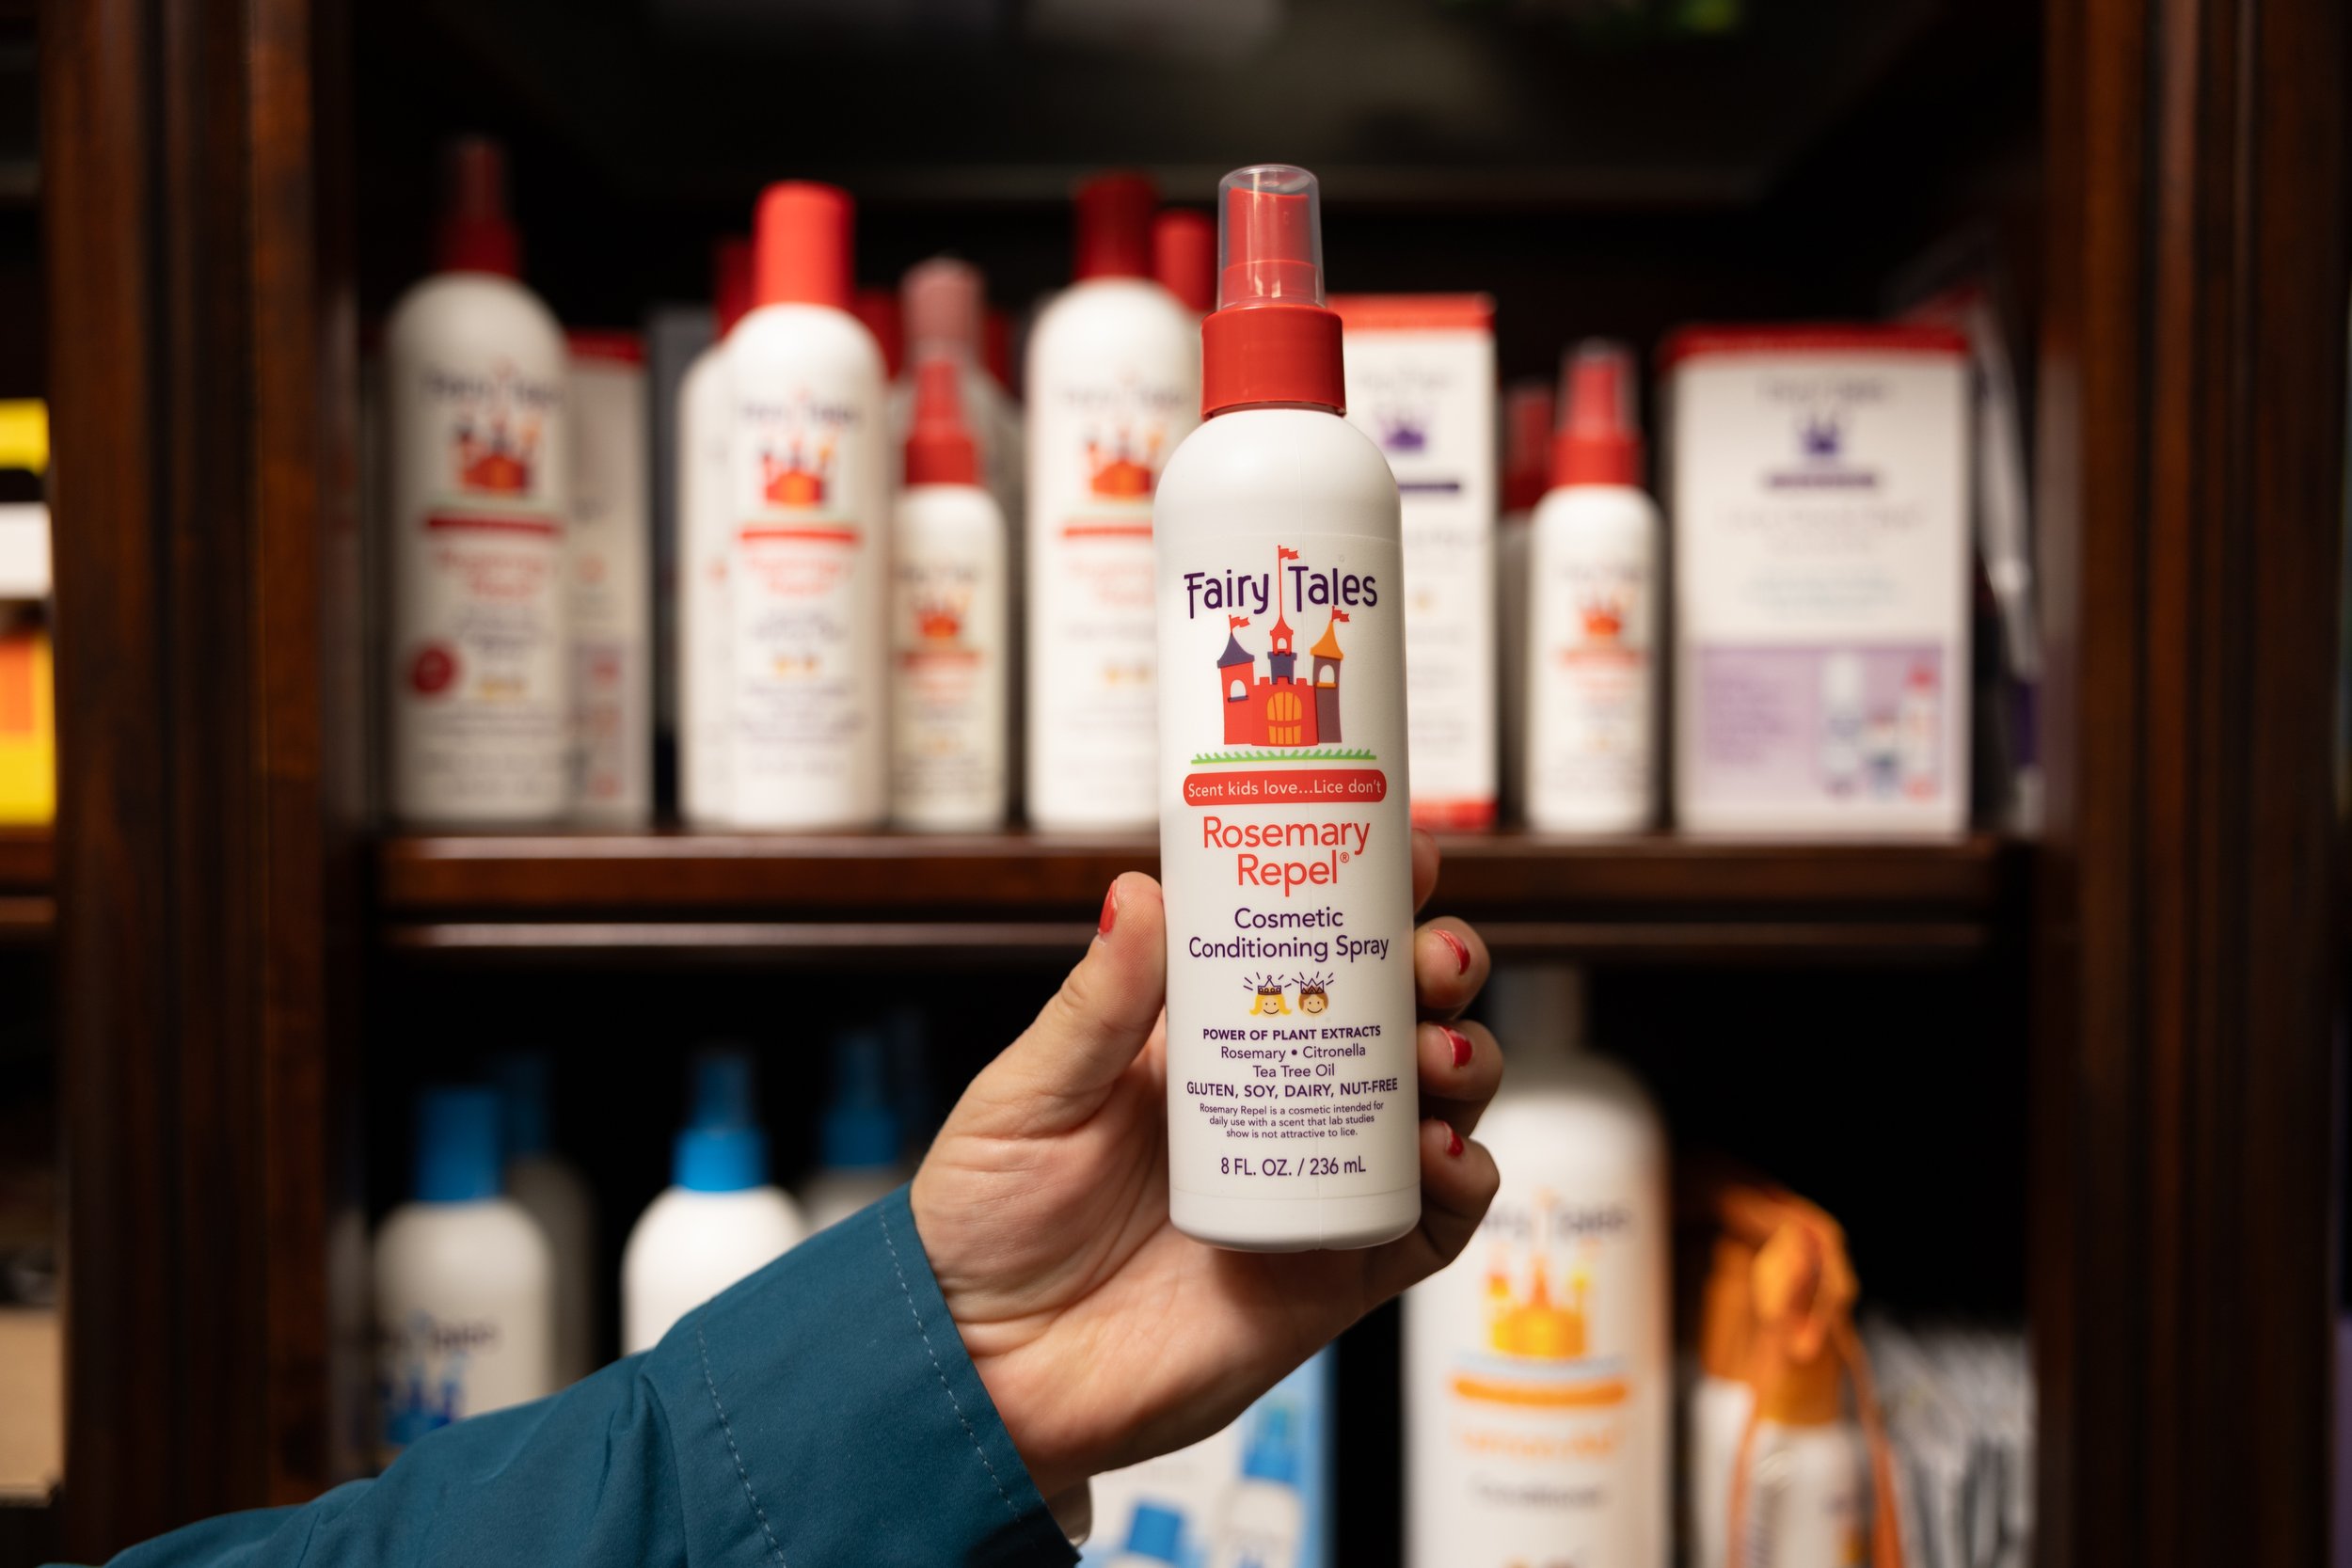 Fairy Tales
Scent kids love...Lice don't
Rosemary
Repel®
Cosmetic
Conditioning Spray
POWER OF PLANT EXTRACTS
Rosemary • Citronella
Tea Tree Oil
GLUTEN, SOY, DAIRY, NUT-FREE
Rosemary Repel is a cosmetic intended for
daily use with a scent that lab studies
show is not attractive to lice.
8 FL. OZ. / 236 mL